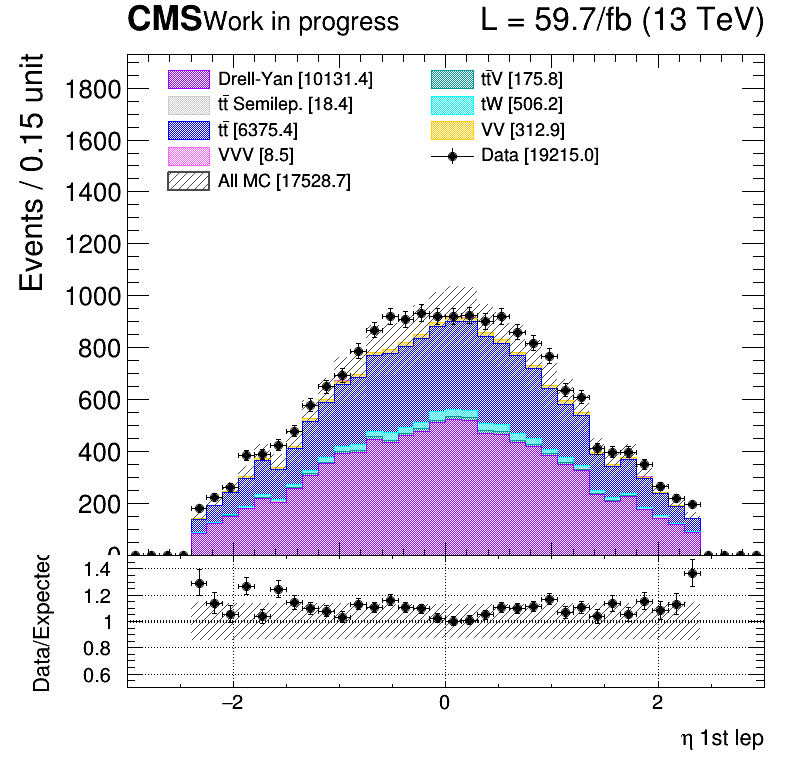 CMS Work in progress L = 59.7/fb (13 TeV)
Events / 0.15 unit
1800
1600
1400
1200
1000
800
600
400
200
0
Drell-Yan [10131.4]
tt̄ Semilep. [18.4]
tt̄ [6375.4]
VVV [8.5]
All MC [17528.7]
tt̄V [175.8]
tW [506.2]
VV [312.9]
Data [19215.0]
Data/Expected
1.4
1.2
1
0.8
0.6
−2 0 2
η 1st lep